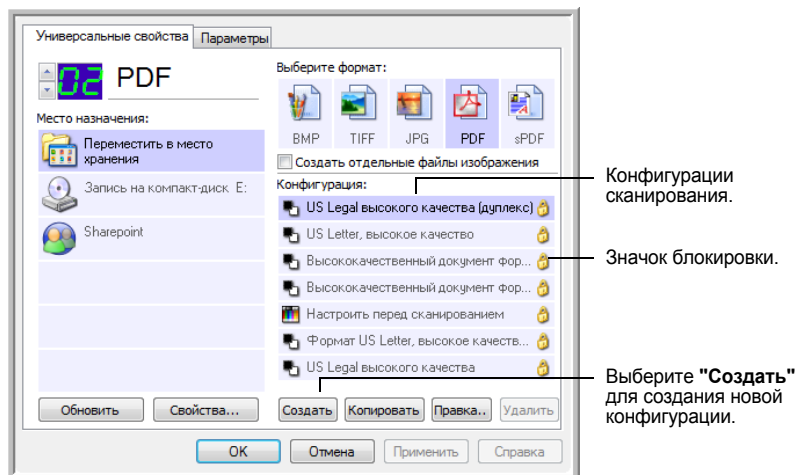 Универсальные свойства
Параметры
02 PDF
Место назначения:
Переместить в место
хранения
Запись на компакт-диск E:
Sharepoint
Обновить
Свойства...
Выберите формат:
BMP
TIFF
JPG
PDF
sPDF
Создать отдельные файлы изображения
Конфигурация:
US Legal высокого качества (дуплекс)
US Letter, высокое качество
Высококачественный документ фор...
Высококачественный документ фор...
Настроить перед сканированием
Формат US Letter, высокое качеств...
US Legal высокого качества
Создать
Копировать
Правка..
Удалить
OK
Отмена
Применить
Справка
Конфигурации
сканирования.
Значок блокировки.
Выберите "Создать"
для создания новой
конфигурации.